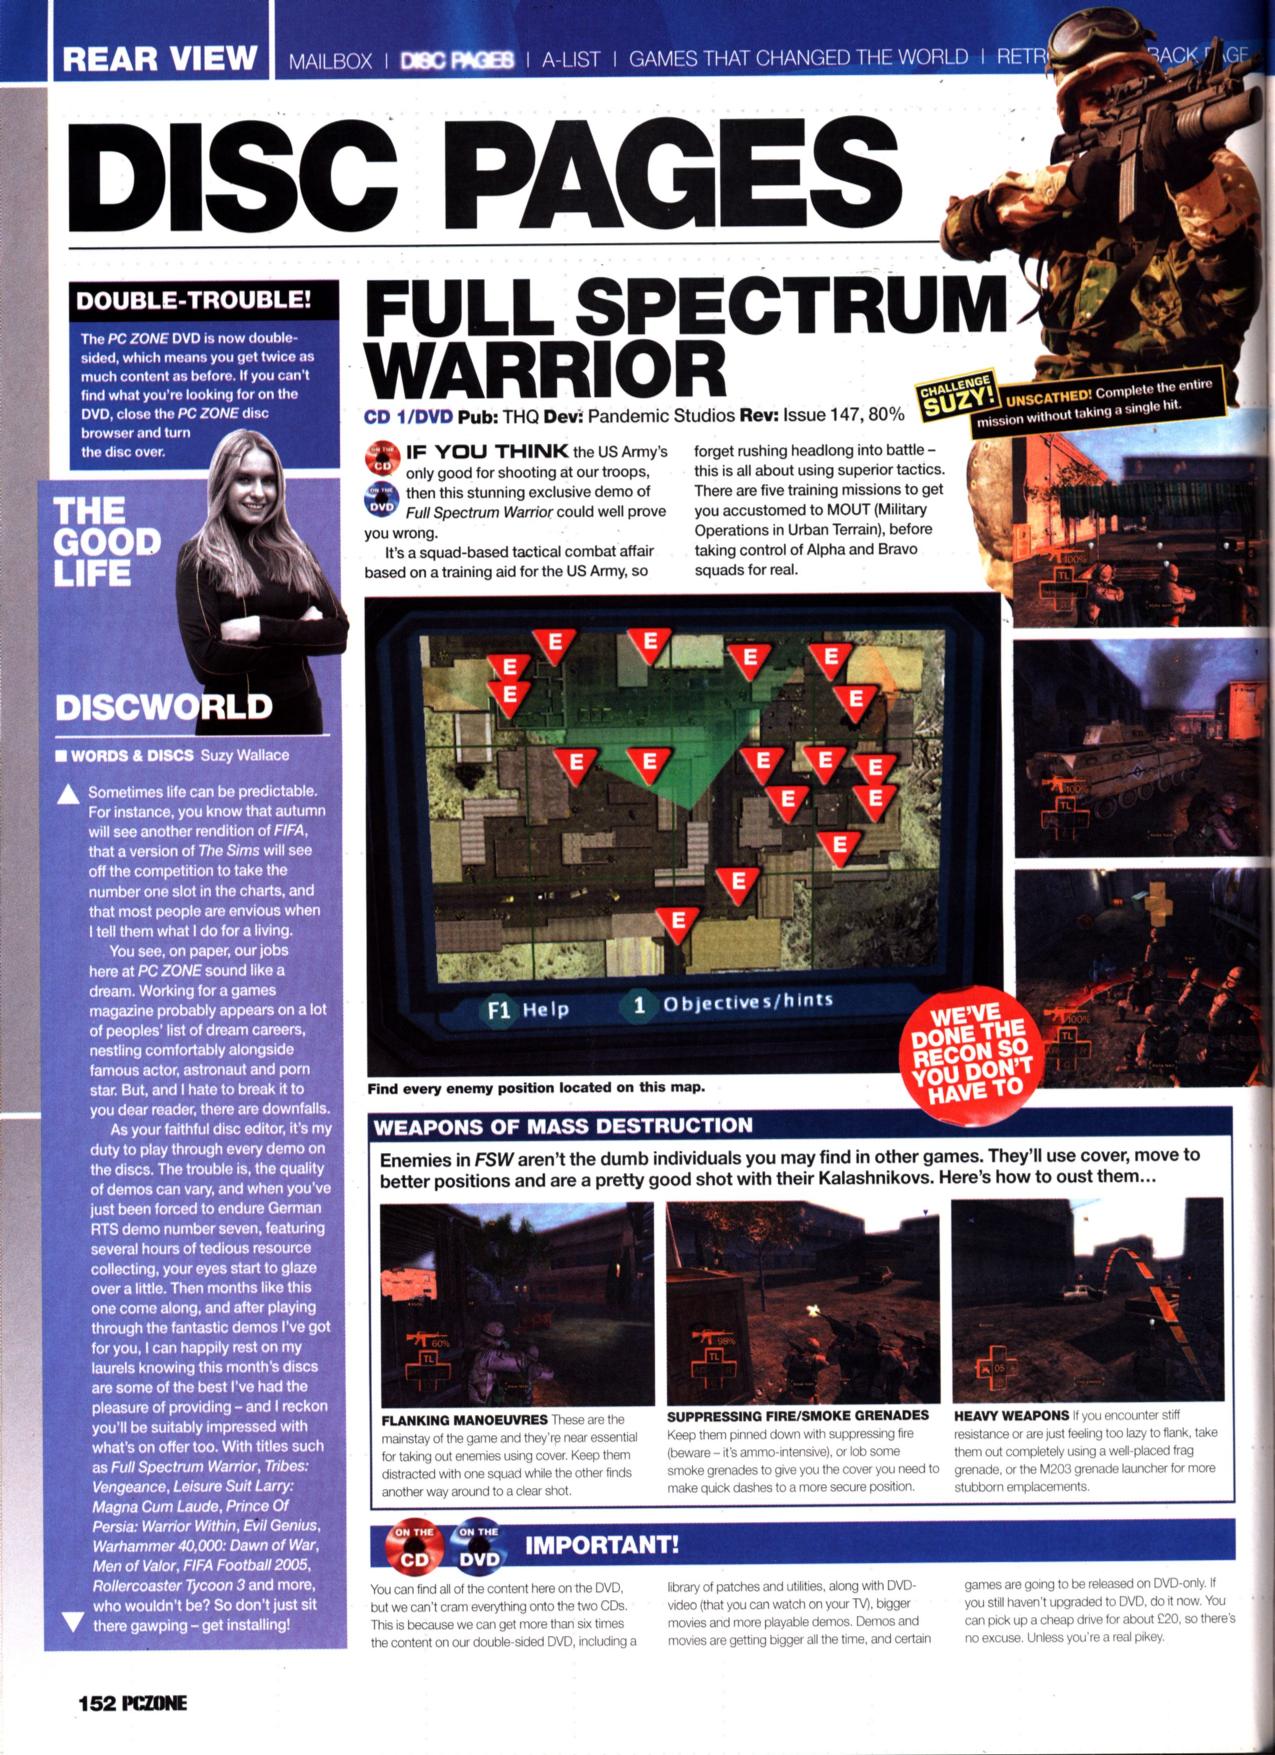 REAR VIEW
MAILBOX | DISC PAGES | A-LIST | GAMES THAT CHANGED THE WORLD | RETR BACK PAGE
DISC PAGES
DOUBLE-TROUBLE!
The PC ZONE DVD is now double-
sided, which means you get twice as
much content as before. If you can't
find what you're looking for on the
DVD, close the PC ZONE disc
browser and turn
the disc over.
THE
GOOD
LIFE
DISCWORLD
■ WORDS & DISCS Suzy Wallace
Sometimes life can be predictable.
For instance, you know that autumn
will see another rendition of FIFA,
that a version of The Sims will see
off the competition to take the
number one slot in the charts, and
that most people are envious when
I tell them what I do for a living.
You see, on paper, our jobs
here at PC ZONE sound like a
dream. Working for a games
magazine probably appears on a lot
of peoples' list of dream careers,
nestling comfortably alongside
famous actor, astronaut and porn
star. But, and I hate to break it to
you dear reader, there are downfalls.
As your faithful disc editor, it's my
duty to play through every demo on
the discs. The trouble is, the quality
of demos can vary, and when you've
just been forced to endure German
RTS demo number seven, featuring
several hours of tedious resource
collecting, your eyes start to glaze
over a little. Then months like this
one come along, and after playing
through the fantastic demos I've got
for you, I can happily rest on my
laurels knowing this month's discs
are some of the best I've had the
pleasure of providing – and I reckon
you'll be suitably impressed with
what's on offer too. With titles such
as Full Spectrum Warrior, Tribes:
Vengeance, Leisure Suit Larry:
Magna Cum Laude, Prince Of
Persia: Warrior Within, Evil Genius,
Warhammer 40,000: Dawn of War,
Men of Valor, FIFA Football 2005,
Rollercoaster Tycoon 3 and more,
who wouldn't be? So don't just sit
there gawping – get installing!
FULL SPECTRUM
WARRIOR
CD 1/DVD Pub: THQ Dev: Pandemic Studios Rev: Issue 147, 80%
CHALLENGE
SUZY!
UNSCATHED! Complete the entire
mission without taking a single hit.
ON THE
CD
ON THE
DVD
IF YOU THINK the US Army's
only good for shooting at our troops,
then this stunning exclusive demo of
Full Spectrum Warrior could well prove
you wrong.
It's a squad-based tactical combat affair
based on a training aid for the US Army, so
forget rushing headlong into battle –
this is all about using superior tactics.
There are five training missions to get
you accustomed to MOUT (Military
Operations in Urban Terrain), before
taking control of Alpha and Bravo
squads for real.
E E E E E E E
E E E E E
E E E E E
F1 Help 1 Objectives/hints
Find every enemy position located on this map.
100%
TL
100%
TL
100%
TL
WE'VE
DONE THE
RECON SO
YOU DON'T
HAVE TO
WEAPONS OF MASS DESTRUCTION
Enemies in FSW aren't the dumb individuals you may find in other games. They'll use cover, move to
better positions and are a pretty good shot with their Kalashnikovs. Here's how to oust them...
60%
TL
98%
TL
05
FLANKING MANOEUVRES These are the
mainstay of the game and they're near essential
for taking out enemies using cover. Keep them
distracted with one squad while the other finds
another way around to a clear shot.
SUPPRESSING FIRE/SMOKE GRENADES
Keep them pinned down with suppressing fire
(beware – it's ammo-intensive), or lob some
smoke grenades to give you the cover you need to
make quick dashes to a more secure position.
HEAVY WEAPONS If you encounter stiff
resistance or are just feeling too lazy to flank, take
them out completely using a well-placed frag
grenade, or the M203 grenade launcher for more
stubborn emplacements.
ON THE
CD
ON THE
DVD
IMPORTANT!
You can find all of the content here on the DVD,
but we can't cram everything onto the two CDs.
This is because we can get more than six times
the content on our double-sided DVD, including a
library of patches and utilities, along with DVD-
video (that you can watch on your TV), bigger
movies and more playable demos. Demos and
movies are getting bigger all the time, and certain
games are going to be released on DVD-only. If
you still haven't upgraded to DVD, do it now. You
can pick up a cheap drive for about £20, so there's
no excuse. Unless you're a real pikey.
152 PCZONE